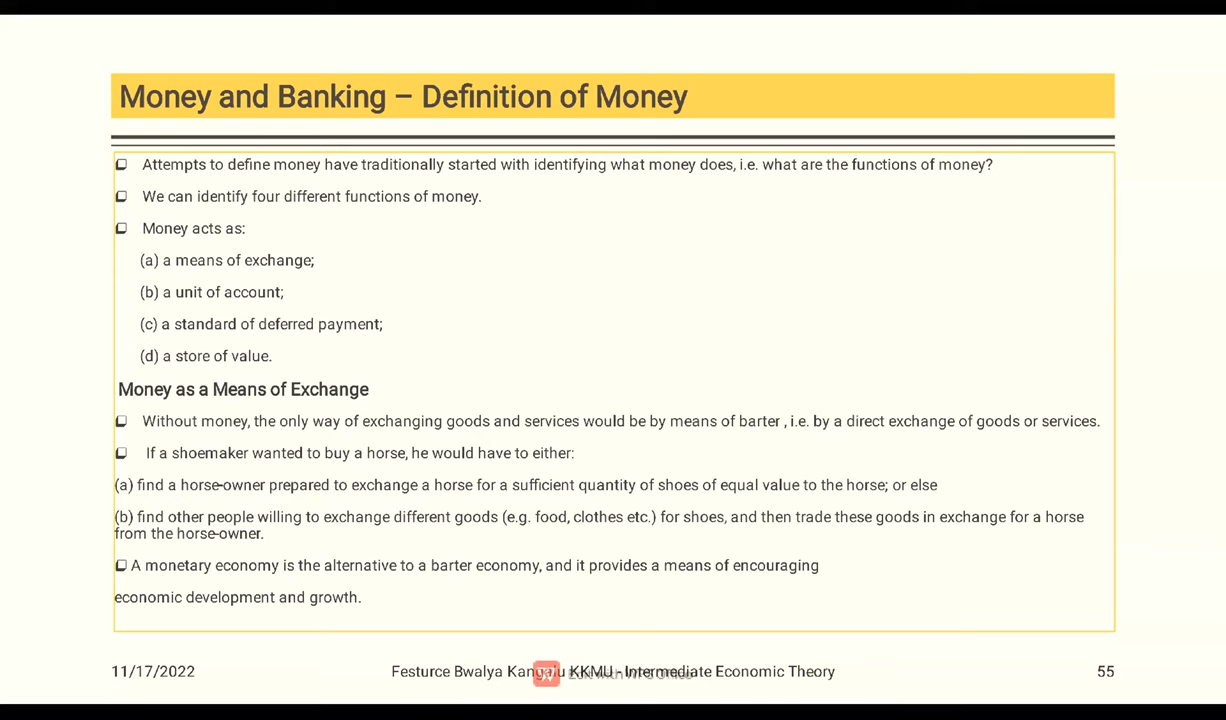 Money and Banking – Definition of Money
❑ Attempts to define money have traditionally started with identifying what money does, i.e. what are the functions of money?
❑ We can identify four different functions of money.
❑ Money acts as:
(a) a means of exchange;
(b) a unit of account;
(c) a standard of deferred payment;
(d) a store of value.
Money as a Means of Exchange
❑ Without money, the only way of exchanging goods and services would be by means of barter , i.e. by a direct exchange of goods or services.
❑ If a shoemaker wanted to buy a horse, he would have to either:
(a) find a horse-owner prepared to exchange a horse for a sufficient quantity of shoes of equal value to the horse; or else
(b) find other people willing to exchange different goods (e.g. food, clothes etc.) for shoes, and then trade these goods in exchange for a horse
from the horse-owner.
❑ A monetary economy is the alternative to a barter economy, and it provides a means of encouraging
economic development and growth.
11/17/2022
Festurce Bwalya KKMU - Intermediate Economic Theory
55